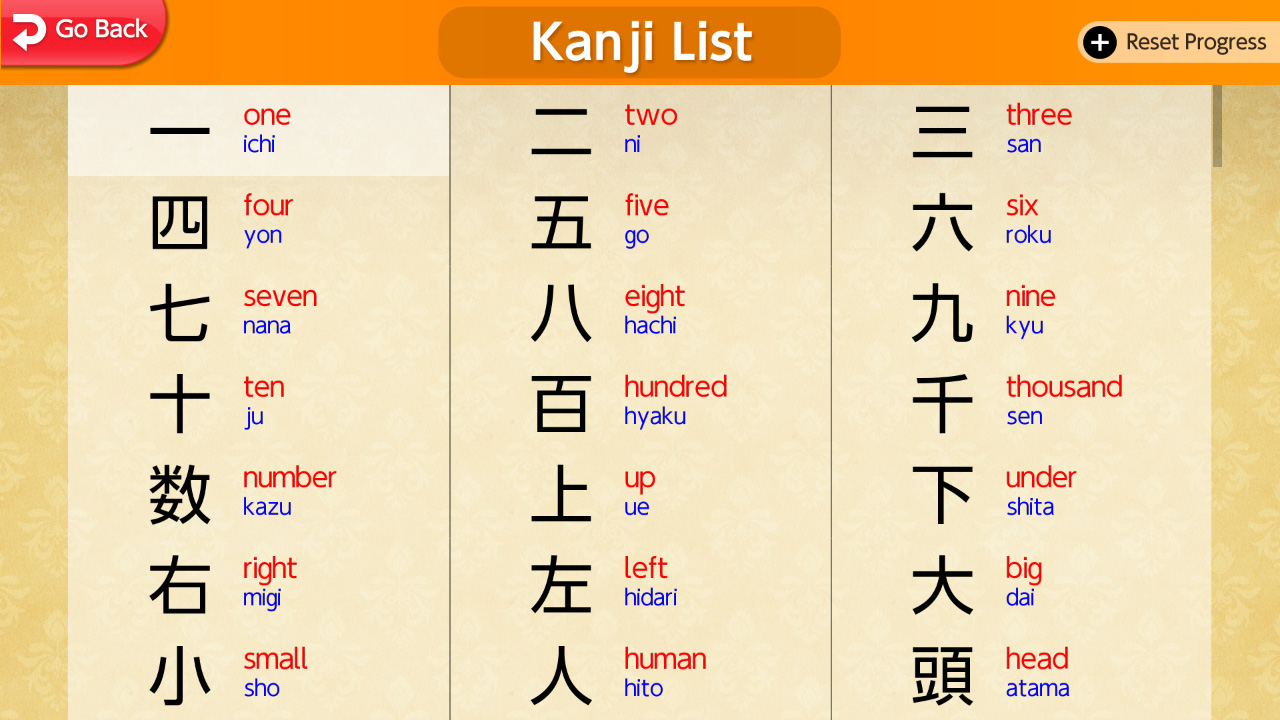 Go Back
Kanji List
+ Reset Progress
一 one ichi
二 two ni
三 three san
四 four yon
五 five go
六 six roku
七 seven nana
八 eight hachi
九 nine kyu
十 ten ju
百 hundred hyaku
千 thousand sen
数 number kazu
上 up ue
下 under shita
右 right migi
左 left hidari
大 big dai
小 small sho
人 human hito
頭 head atama